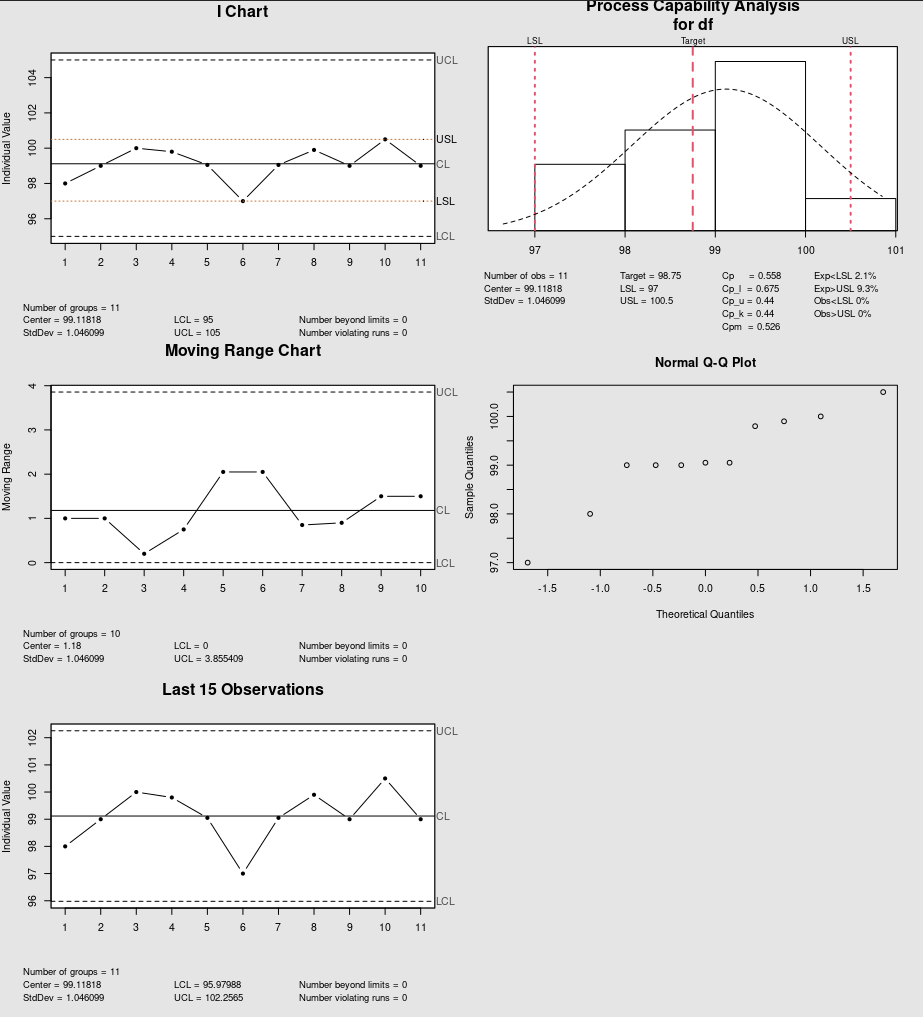 I Chart
Individual Value
96 98 100 102 104
UCL
USL
CL
LSL
LCL
1 2 3 4 5 6 7 8 9 10 11
Number of groups = 11
Center = 99.11818 LCL = 95 Number beyond limits = 0
StdDev = 1.046099 UCL = 105 Number violating runs = 0
Process Capability Analysis
for df
LSL Target USL
97 98 99 100 101
Number of obs = 11 Target = 98.75 Cp = 0.558 Exp<LSL 2.1%
Center = 99.11818 LSL = 97 Cp_l = 0.675 Exp>USL 9.3%
StdDev = 1.046099 USL = 100.5 Cp_u = 0.44 Obs<LSL 0%
Cp_k = 0.44 Obs>USL 0%
Cpm = 0.526
Moving Range Chart
Moving Range
0 1 2 3 4
UCL
CL
LCL
1 2 3 4 5 6 7 8 9 10
Number of groups = 10
Center = 1.18 LCL = 0 Number beyond limits = 0
StdDev = 1.046099 UCL = 3.855409 Number violating runs = 0
Normal Q-Q Plot
Sample Quantiles
97.0 98.0 99.0 100.0
-1.5 -1.0 -0.5 0.0 0.5 1.0 1.5
Theoretical Quantiles
Last 15 Observations
Individual Value
96 97 98 99 100 101 102
UCL
CL
LCL
1 2 3 4 5 6 7 8 9 10 11
Number of groups = 11
Center = 99.11818 LCL = 95.97988 Number beyond limits = 0
StdDev = 1.046099 UCL = 102.2565 Number violating runs = 0